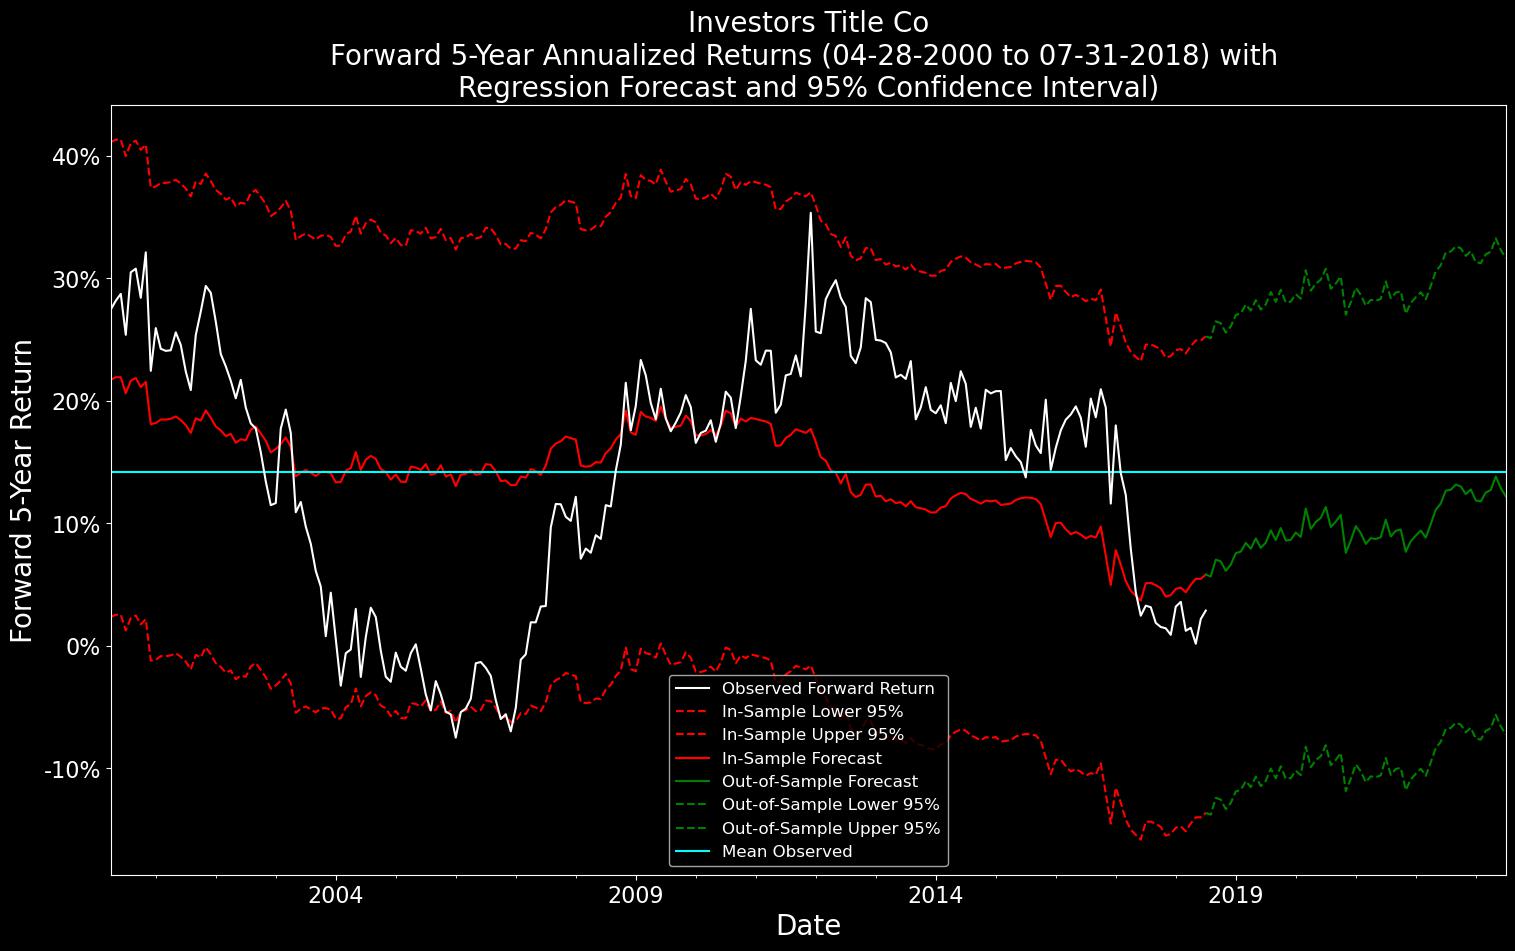 Investors Title Co
Forward 5-Year Annualized Returns (04-28-2000 to 07-31-2018) with
Regression Forecast and 95% Confidence Interval)
Forward 5-Year Return
40%
30%
20%
10%
0%
-10%
Observed Forward Return
In-Sample Lower 95%
In-Sample Upper 95%
In-Sample Forecast
Out-of-Sample Forecast
Out-of-Sample Lower 95%
Out-of-Sample Upper 95%
Mean Observed
2004
2009
2014
2019
Date